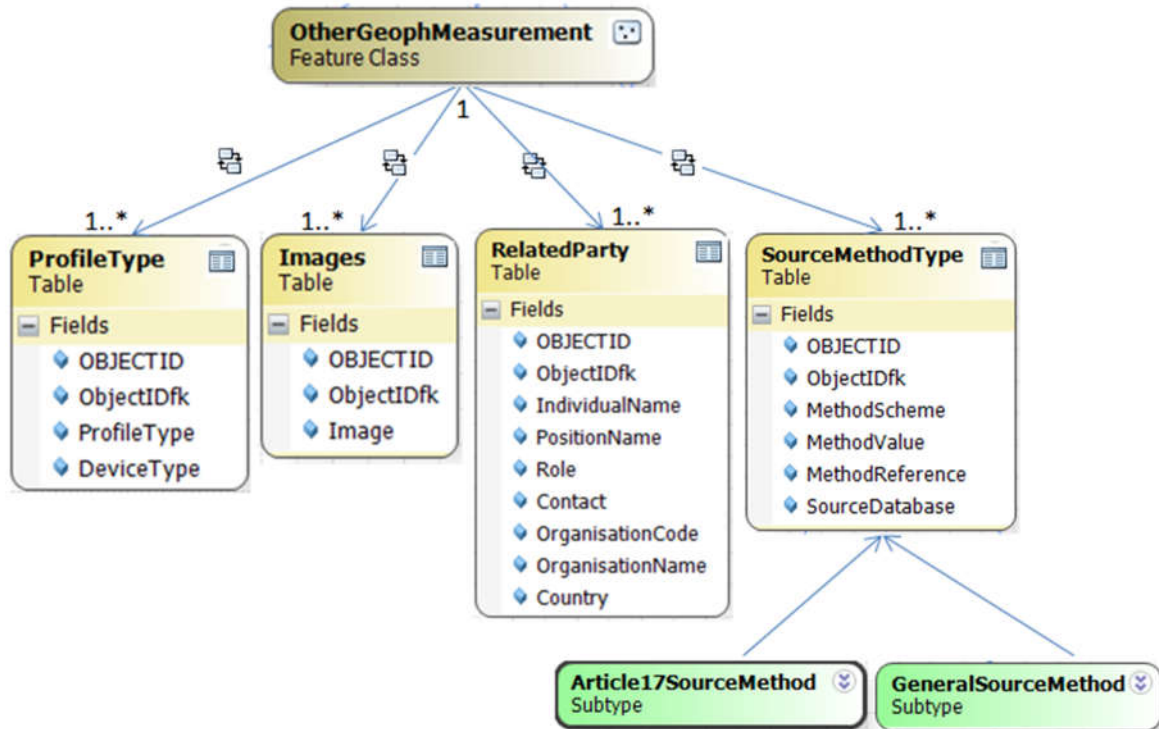 OtherGeophMeasurement
Feature Class
1
1..*
1..*
1..*
1..*
ProfileType
Table
Fields
OBJECTID
ObjectIDfk
ProfileType
DeviceType
Images
Table
Fields
OBJECTID
ObjectIDfk
Image
RelatedParty
Table
Fields
OBJECTID
ObjectIDfk
IndividualName
PositionName
Role
Contact
OrganisationCode
OrganisationName
Country
SourceMethodType
Table
Fields
OBJECTID
ObjectIDfk
MethodScheme
MethodValue
MethodReference
SourceDatabase
Article17SourceMethod
Subtype
GeneralSourceMethod
Subtype